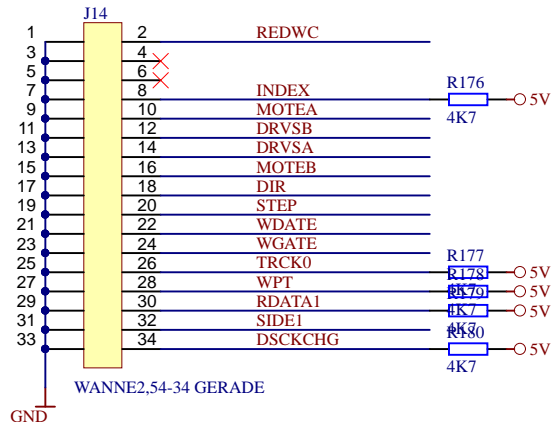 J14
1 2 REDWC
3 4
5 6
7 8 INDEX R176 4K7 5V
9 10 MOTEA
11 12 DRVSB
13 14 DRVSA
15 16 MOTEB
17 18 DIR
19 20 STEP
21 22 WDATE
23 24 WGATE
25 26 TRCK0 R177 4K7 5V
27 28 WPT R178 4K7 5V
29 30 RDATA1 R179 4K7 5V
31 32 SIDE1
33 34 DSCKCHG R180 4K7 5V
WANNE2,54-34 GERADE
GND